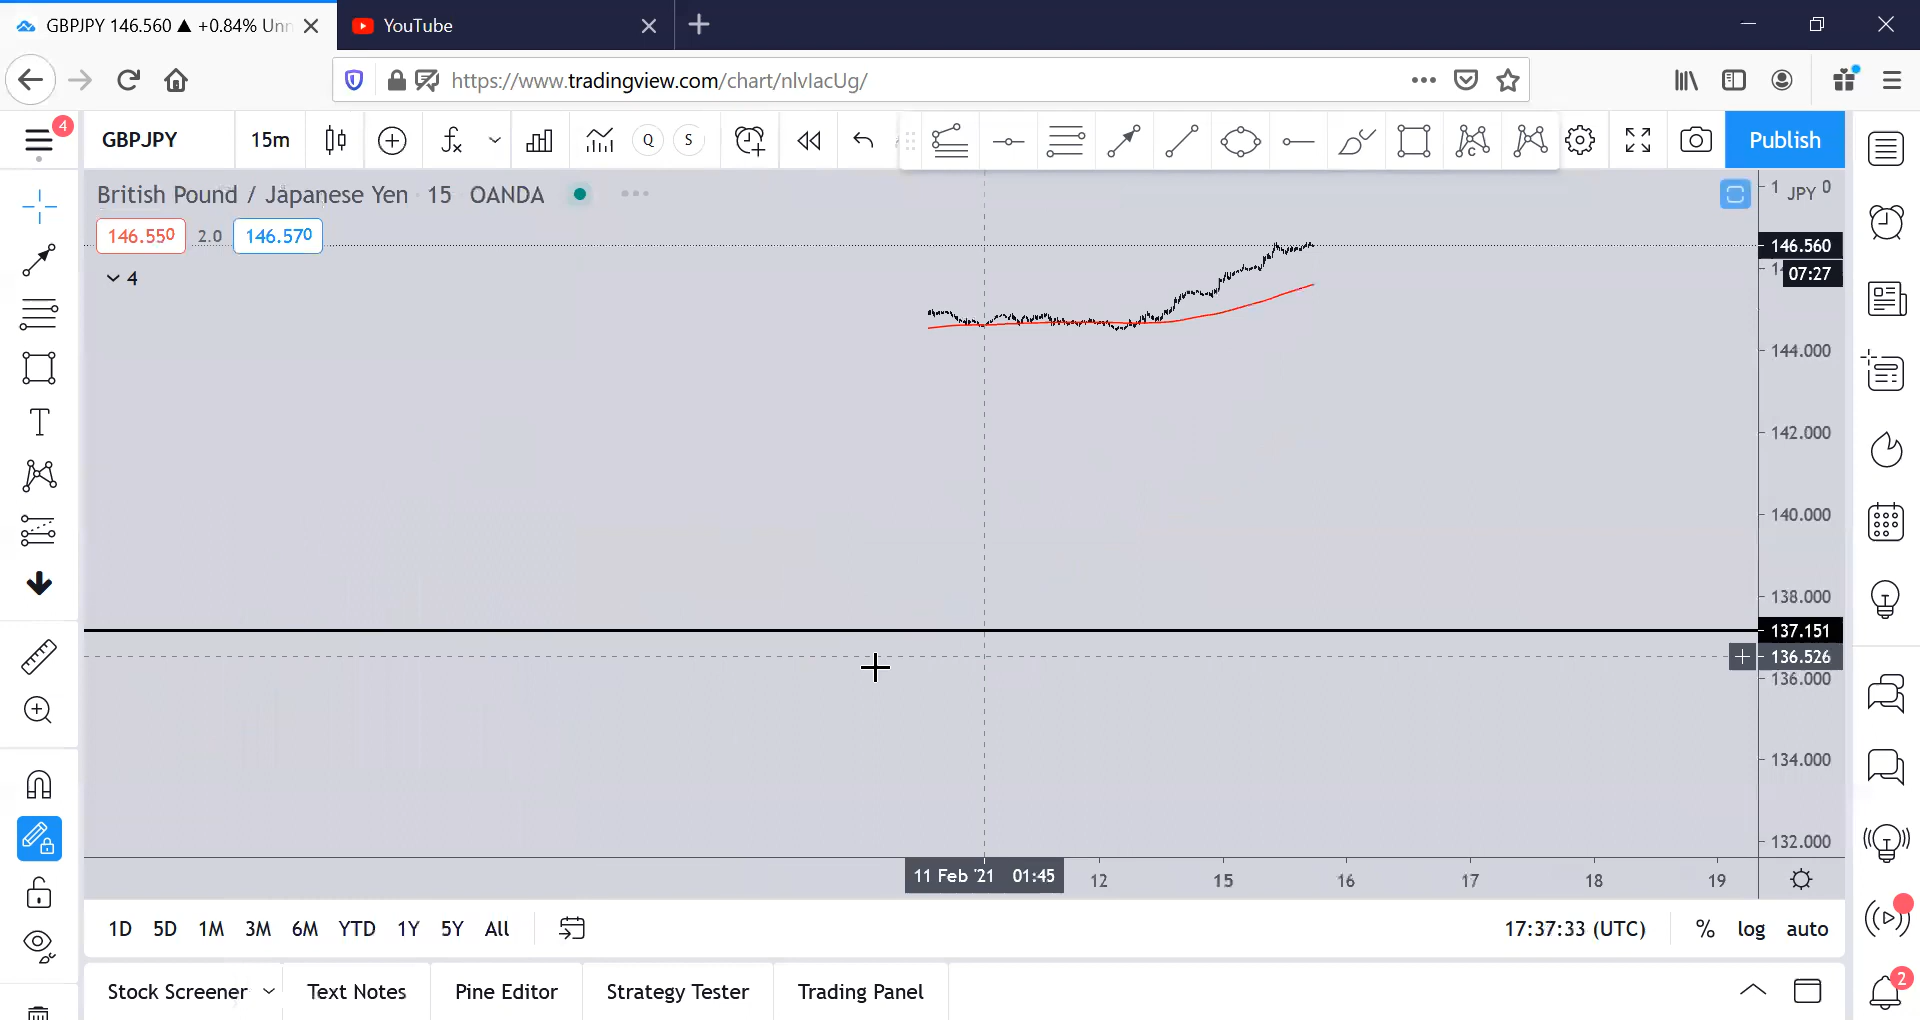 GBPJPY 146.560 ▲ +0.84% Unn
YouTube
https://www.tradingview.com/chart/nlvIacUg/
4
GBPJPY
15m
Q
S
Publish
British Pound / Japanese Yen · 15 OANDA
JPY
146.550
2.0
146.570
4
146.560
07:27
144.000
142.000
140.000
138.000
137.151
136.526
136.000
134.000
132.000
11 Feb '21 01:45
12
15
16
17
18
19
1D 5D 1M 3M 6M YTD 1Y 5Y All
17:37:33 (UTC)
% log auto
Stock Screener
Text Notes
Pine Editor
Strategy Tester
Trading Panel
2